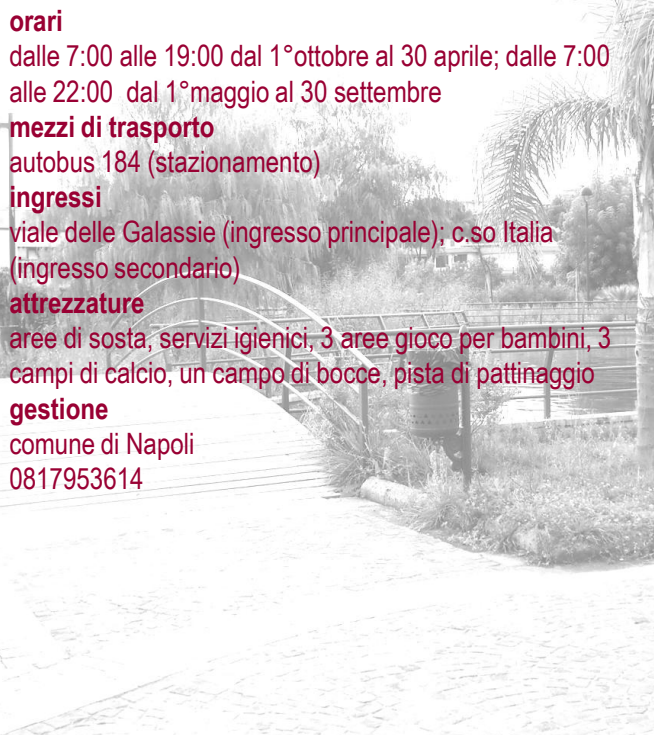 orari
dalle 7:00 alle 19:00 dal 1°ottobre al 30 aprile; dalle 7:00
alle 22:00 dal 1°maggio al 30 settembre
mezzi di trasporto
autobus 184 (stazionamento)
ingressi
viale delle Galassie (ingresso principale); c.so Italia
(ingresso secondario)
attrezzature
aree di sosta, servizi igienici, 3 aree gioco per bambini, 3
campi di calcio, un campo di bocce, pista di pattinaggio
gestione
comune di Napoli
0817953614